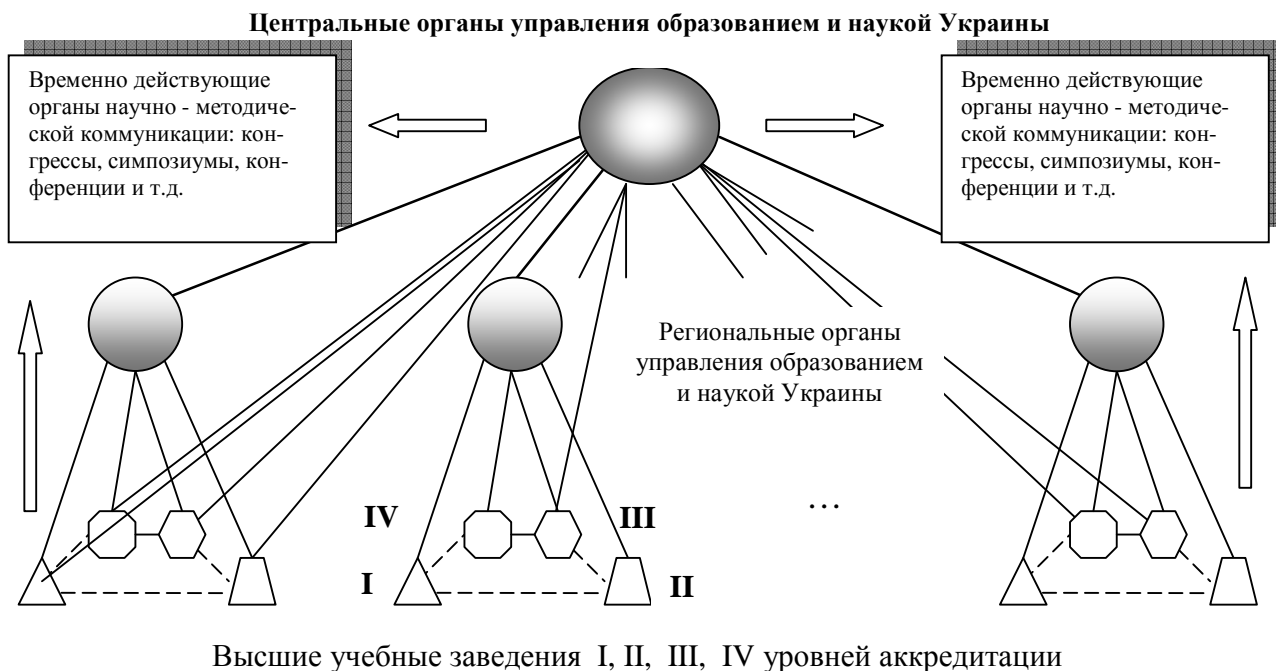 Центральные органы управления образованием и наукой Украины
Временно действующие
органы научно - методиче-
ской коммуникации: кон-
грессы, симпозиумы, кон-
ференции и т.д.
Временно действующие
органы научно - методиче-
ской коммуникации: кон-
грессы, симпозиумы, кон-
ференции и т.д.
Региональные органы
управления образованием
и наукой Украины
IV
III
...
I
II
Высшие учебные заведения I, II, III, IV уровней аккредитации